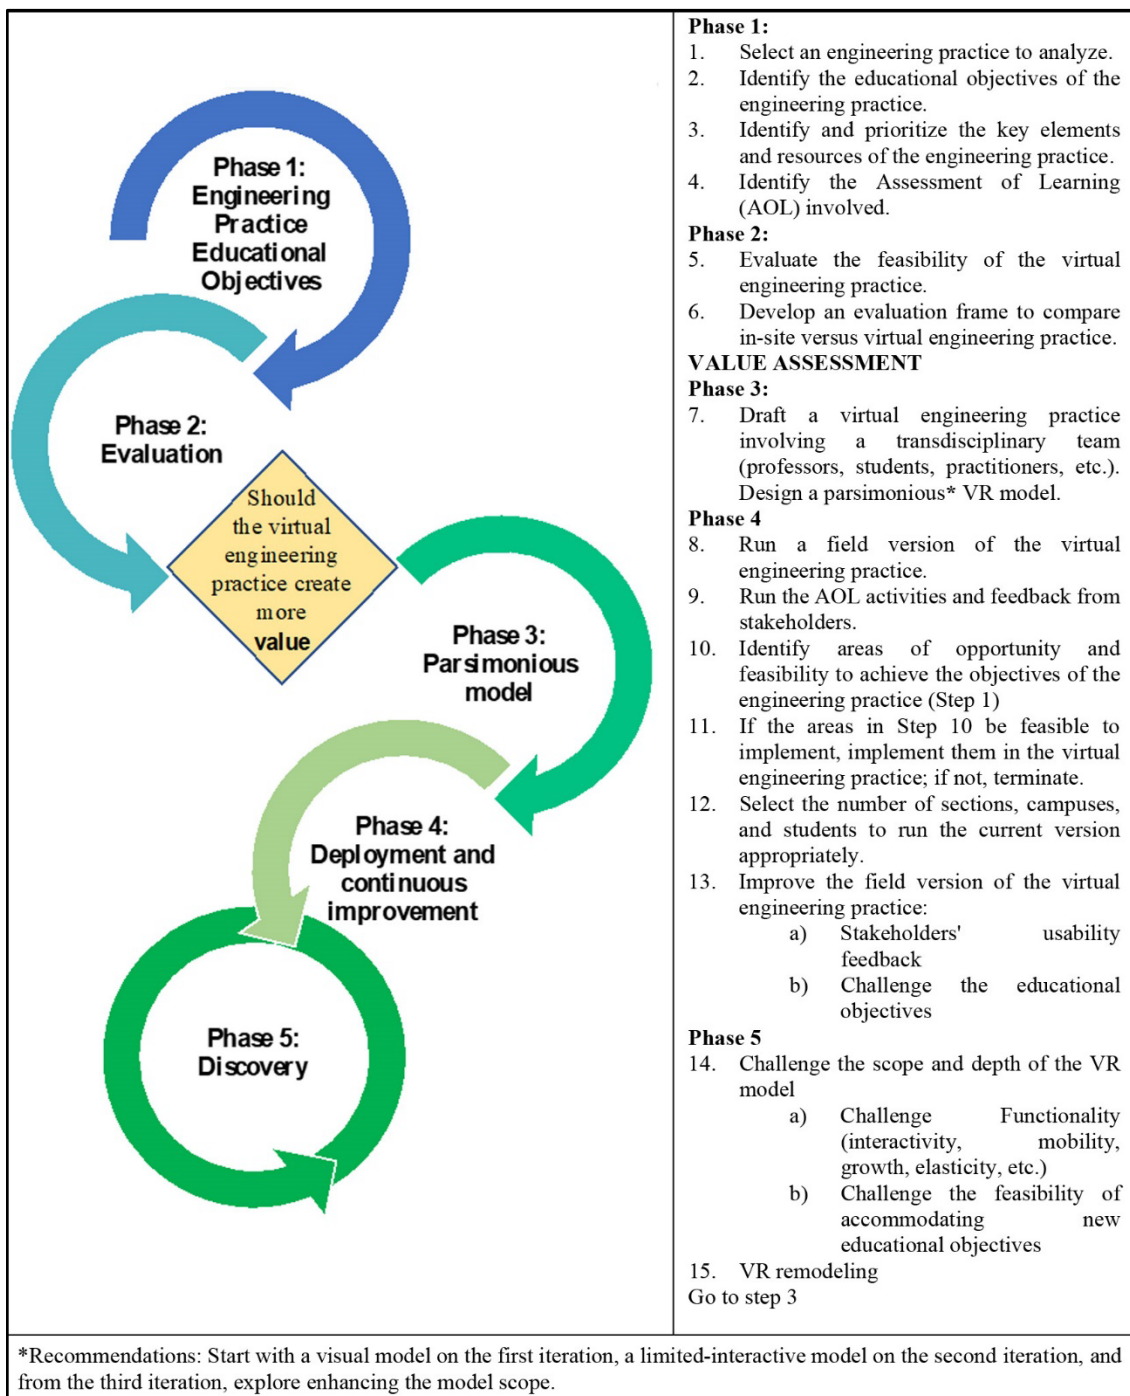 Phase 1:
Engineering
Practice
Educational
Objectives
Phase 2:
Evaluation
Should
the virtual
engineering
practice create
more
value
Phase 3:
Parsimonious
model
Phase 4:
Deployment and
continuous
improvement
Phase 5:
Discovery
Phase 1:
1. Select an engineering practice to analyze.
2. Identify the educational objectives of the
engineering practice.
3. Identify and prioritize the key elements
and resources of the engineering practice.
4. Identify the Assessment of Learning
(AOL) involved.
Phase 2:
5. Evaluate the feasibility of the virtual
engineering practice.
6. Develop an evaluation frame to compare
in-site versus virtual engineering practice.
VALUE ASSESSMENT
Phase 3:
7. Draft a virtual engineering practice
involving a transdisciplinary team
(professors, students, practitioners, etc.).
Design a parsimonious* VR model.
Phase 4
8. Run a field version of the virtual
engineering practice.
9. Run the AOL activities and feedback from
stakeholders.
10. Identify areas of opportunity and
feasibility to achieve the objectives of the
engineering practice (Step 1)
11. If the areas in Step 10 be feasible to
implement, implement them in the virtual
engineering practice; if not, terminate.
12. Select the number of sections, campuses,
and students to run the current version
appropriately.
13. Improve the field version of the virtual
engineering practice:
a) Stakeholders' usability
feedback
b) Challenge the educational
objectives
Phase 5
14. Challenge the scope and depth of the VR
model
a) Challenge Functionality
(interactivity, mobility,
growth, elasticity, etc.)
b) Challenge the feasibility of
accommodating new
educational objectives
15. VR remodeling
Go to step 3
*Recommendations: Start with a visual model on the first iteration, a limited-interactive model on the second iteration, and
from the third iteration, explore enhancing the model scope.